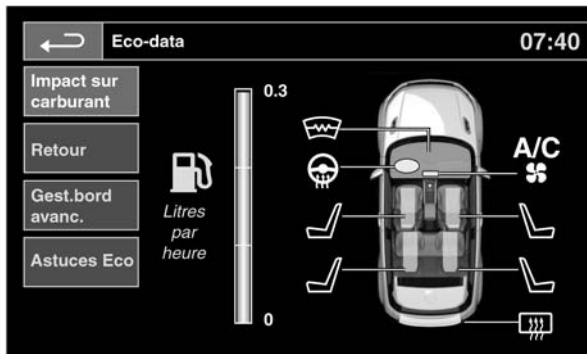 Eco-data
07:40
Impact sur
carburant
Retour
Gest.bord
avanc.
Astuces Eco
Litres
par
heure
0.3
0
A/C